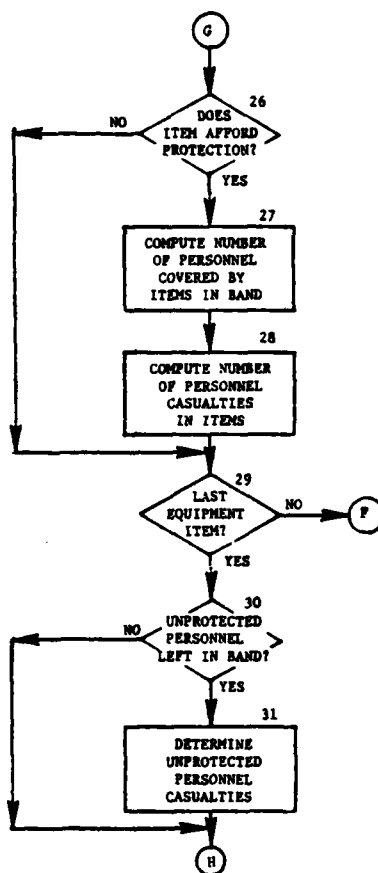 G
26
DOES
ITEM AFFORD
PROTECTION?
NO
YES
27
COMPUTE NUMBER
OF PERSONNEL
COVERED BY
ITEMS IN BAND
28
COMPUTE NUMBER
OF PERSONNEL
CASUALTIES
IN ITEMS
29
LAST
EQUIPMENT
ITEM?
NO
F
YES
30
UNPROTECTED
PERSONNEL
LEFT IN BAND?
NO
YES
31
DETERMINE
UNPROTECTED
PERSONNEL
CASUALTIES
H